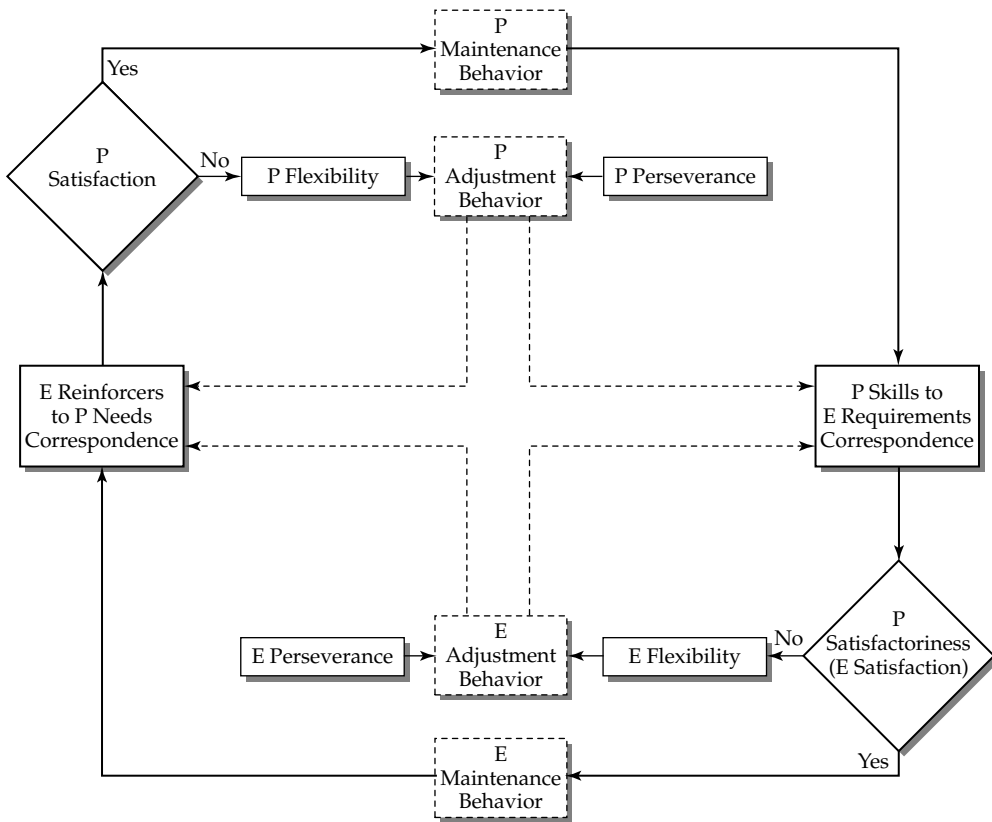 P
Maintenance
Behavior
Yes
P
Satisfaction
No
P Flexibility
P
Adjustment
Behavior
P Perseverance
E Reinforcers
to P Needs
Correspondence
P Skills to
E Requirements
Correspondence
E Perseverance
E
Adjustment
Behavior
E Flexibility
No
P
Satisfactoriness
(E Satisfaction)
Yes
E
Maintenance
Behavior